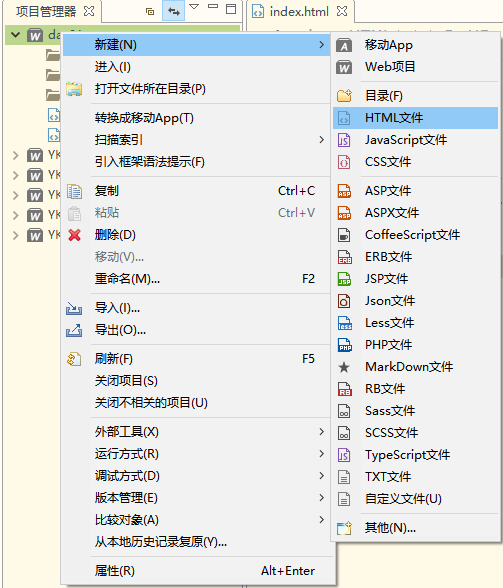 项目管理器
index.html
da
YK
YK
YK
YK
YK
新建(N)
进入(I)
打开文件所在目录(P)
转换成移动App(T)
扫描索引
引入框架语法提示(F)
复制 Ctrl+C
粘贴 Ctrl+V
删除(D)
移动(V)...
重命名(M)... F2
导入(I)...
导出(O)...
刷新(F) F5
关闭项目(S)
关闭不相关的项目(U)
外部工具(X)
运行方式(R)
调试方式(D)
版本管理(E)
比较对象(A)
从本地历史记录复原(Y)...
属性(R) Alt+Enter
移动App
Web项目
目录(F)
HTML文件
JavaScript文件
CSS文件
ASP文件
ASPX文件
CoffeeScript文件
ERB文件
JSP文件
Json文件
Less文件
PHP文件
MarkDown文件
RB文件
Sass文件
SCSS文件
TypeScript文件
TXT文件
自定义文件(U)
其他(N)...